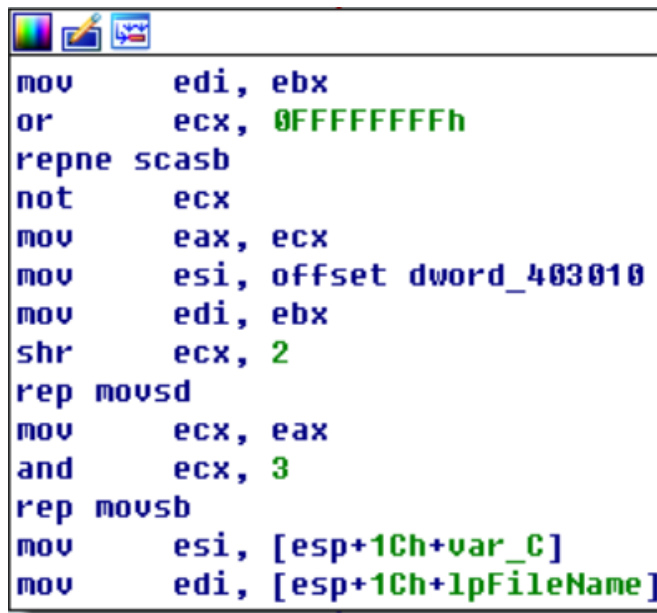 mov edi, ebx
or ecx, 0FFFFFFFFh
repne scasb
not ecx
mov eax, ecx
mov esi, offset dword_403010
mov edi, ebx
shr ecx, 2
rep movsd
mov ecx, eax
and ecx, 3
rep movsb
mov esi, [esp+1Ch+var_C]
mov edi, [esp+1Ch+lpFileName]